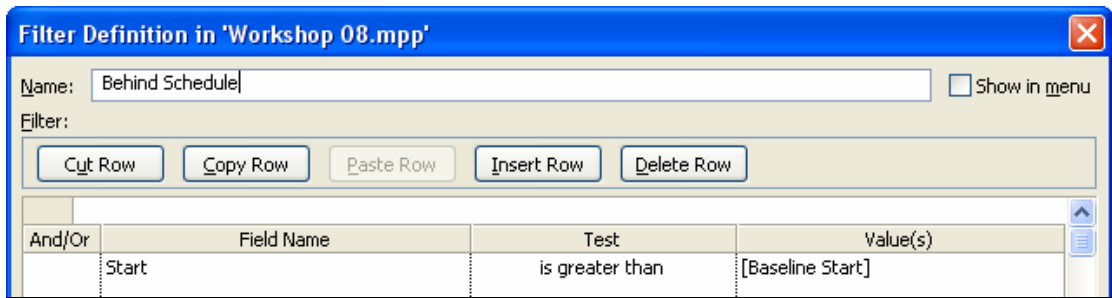 Filter Definition in 'Workshop 08.mpp'
Name: Behind Schedule Show in menu
Filter:
Cut Row Copy Row Paste Row Insert Row Delete Row
And/Or Field Name Test Value(s)
Start is greater than [Baseline Start]